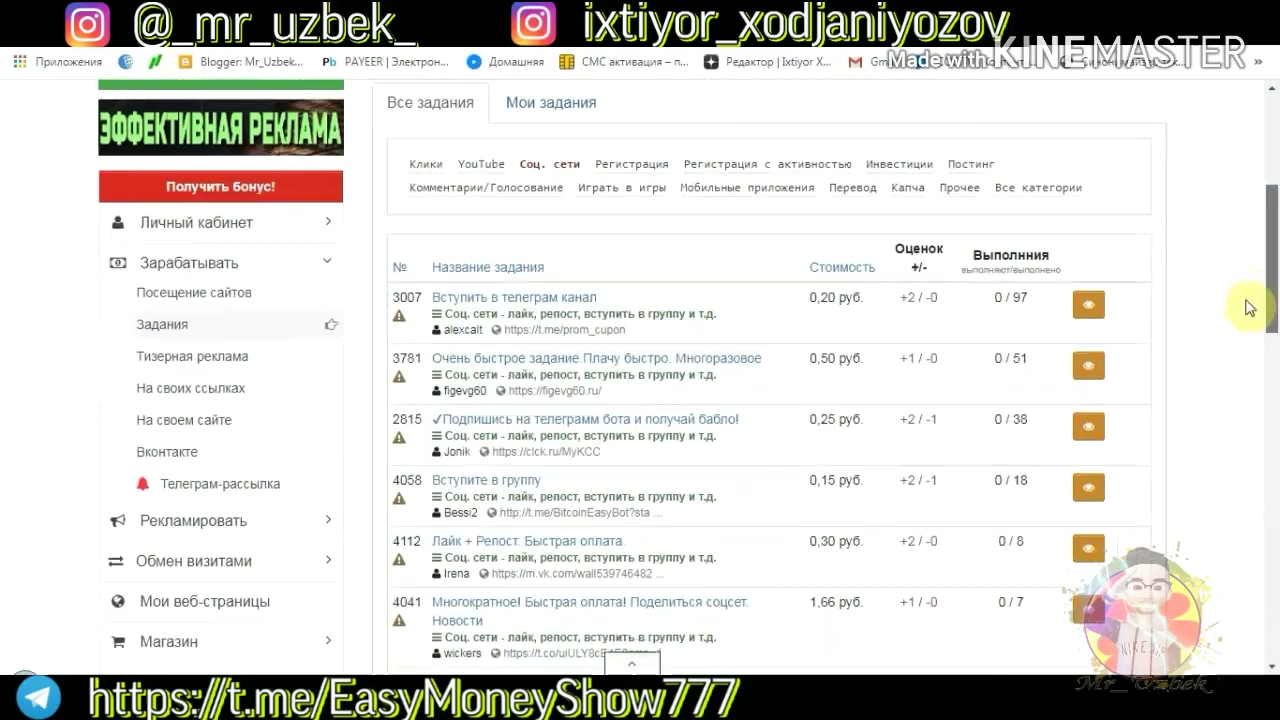 @_mr_uzbek_ ixtiyor_xodjaniyozov
Made with KINEMASTER
Приложения Blogger: Mr_Uzbek... PAYEER | Электрон... Домашняя СМС активация – п... Редактор | Ixtiyor X...
ЭФФЕКТИВНАЯ РЕКЛАМА
Получить бонус!
Личный кабинет
Зарабатывать
Посещение сайтов
Задания
Тизерная реклама
На своих ссылках
На своем сайте
Вконтакте
Телеграм-рассылка
Рекламировать
Обмен визитами
Мои веб-страницы
Магазин
Все задания Мои задания
Клики YouTube Соц. сети Регистрация Регистрация с активностью Инвестиции Постинг
Комментарии/Голосование Играть в игры Мобильные приложения Перевод Капча Прочее Все категории
№ Название задания Стоимость Оценок +/- Выполнния выполняют/выполнено
3007 Вступить в телеграм канал 0,20 руб. +2 / -0 0 / 97
Соц. сети - лайк, репост, вступить в группу и т.д.
alexcalt https://t.me/prom_cupon
3781 Очень быстрое задание.Плачу быстро. Многоразовое 0,50 руб. +1 / -0 0 / 51
Соц. сети - лайк, репост, вступить в группу и т.д.
figevg60 https://figevg60.ru/
2815 ✓Подпишись на телеграмм бота и получай бабло! 0,25 руб. +2 / -1 0 / 38
Соц. сети - лайк, репост, вступить в группу и т.д.
Jonik https://clck.ru/MyKCC
4058 Вступите в группу 0,15 руб. +2 / -1 0 / 18
Соц. сети - лайк, репост, вступить в группу и т.д.
Bessi2 http://t.me/BitcoinEasyBot?sta ...
4112 Лайк + Репост. Быстрая оплата. 0,30 руб. +2 / -0 0 / 8
Соц. сети - лайк, репост, вступить в группу и т.д.
Irena https://m.vk.com/wall539746482 ...
4041 Многократное! Быстрая оплата! Поделиться соцсет. 1,66 руб. +1 / -0 0 / 7
Новости
Соц. сети - лайк, репост, вступить в группу и т.д.
wickers
Mr_Uzbek
https://t.me/EasyMoneyShow777